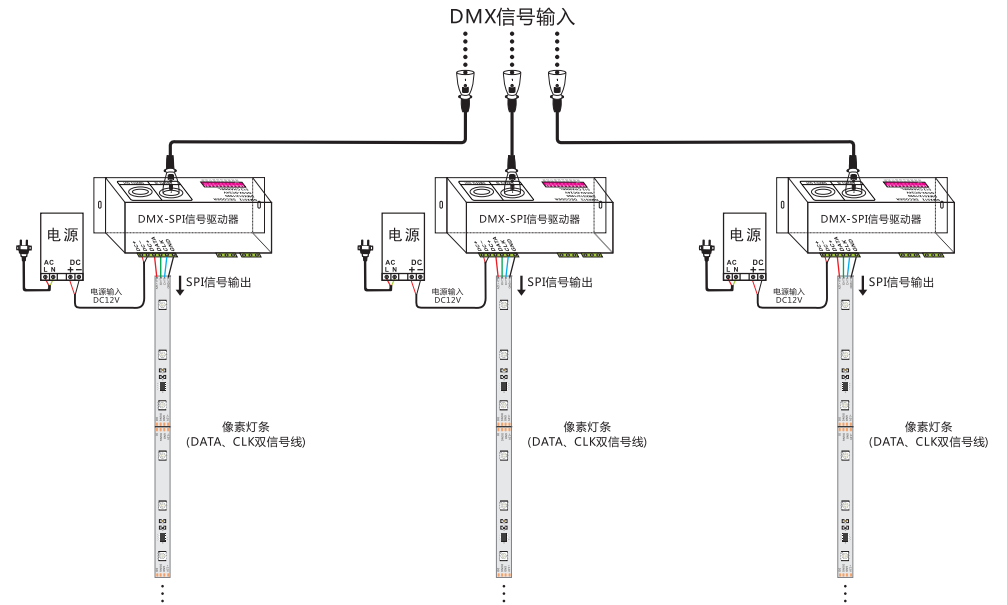 DMX信号输入
DMX-SPI信号驱动器
DMX-SPI信号驱动器
DMX-SPI信号驱动器
电源
AC DC
L N + −
电源输入
DC12V
SPI信号输出
电源
AC DC
L N + −
电源输入
DC12V
SPI信号输出
电源
AC DC
L N + −
电源输入
DC12V
SPI信号输出
像素灯条
(DATA、CLK双信号线)
像素灯条
(DATA、CLK双信号线)
像素灯条
(DATA、CLK双信号线)